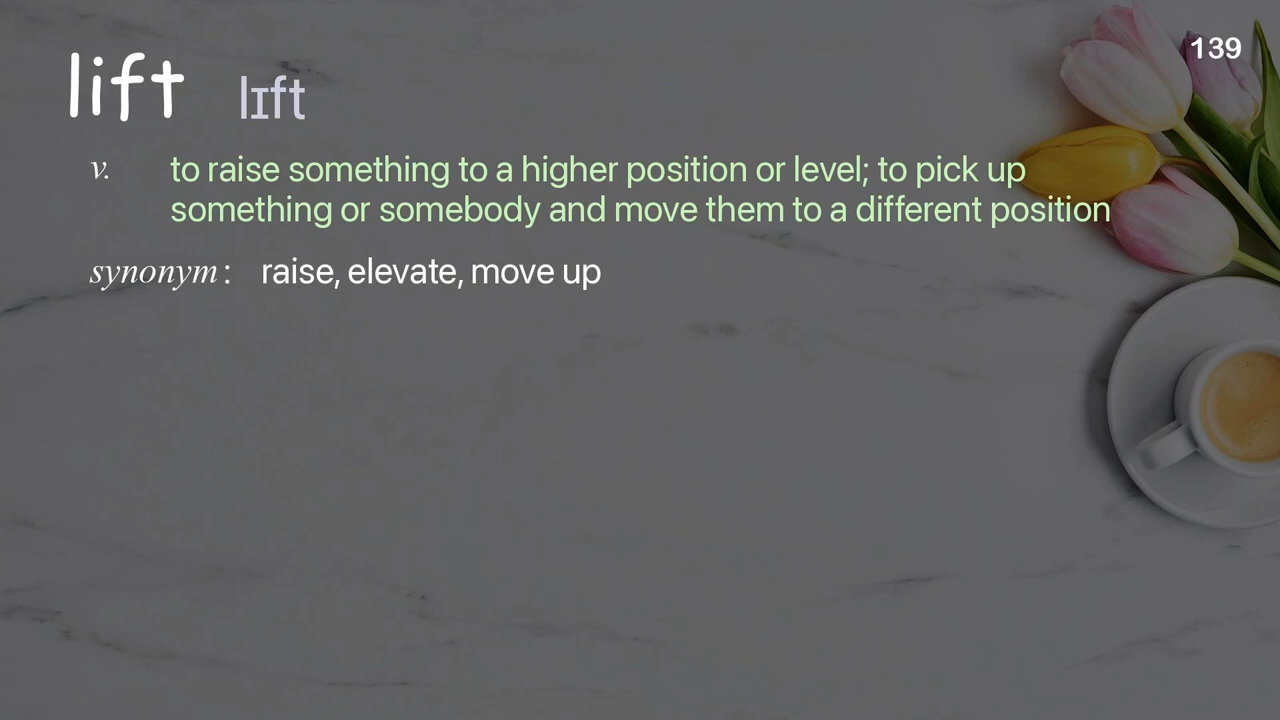 139
lift lɪft
v. to raise something to a higher position or level; to pick up
something or somebody and move them to a different position
synonym : raise, elevate, move up